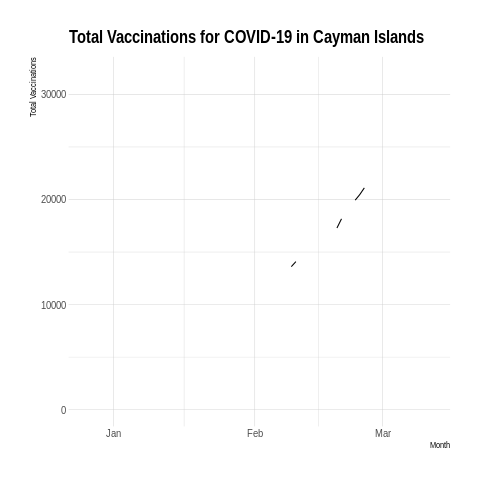 Total Vaccinations for COVID-19 in Cayman Islands
Total Vaccinations
30000
20000
10000
0
Jan Feb Mar
Month